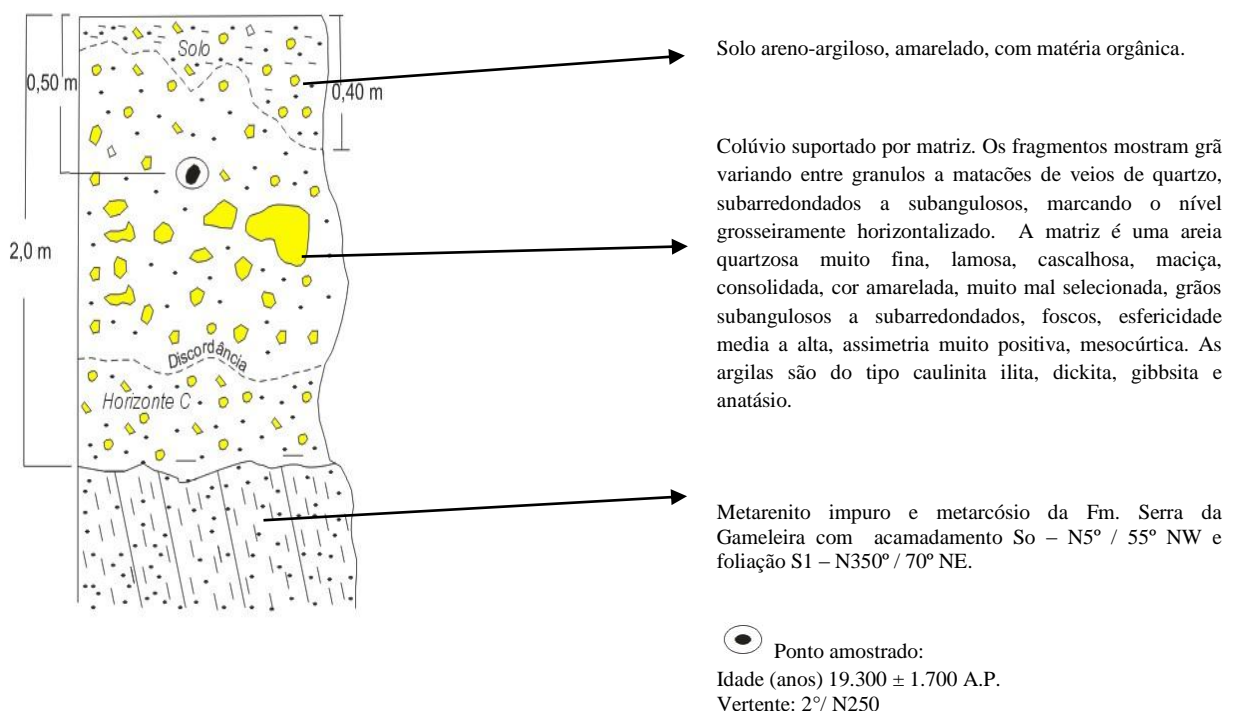 Solo
0,50 m
0,40 m
2,0 m
Discordância
Horizonte C
Solo areno-argiloso, amarelado, com matéria orgânica.
Colúvio suportado por matriz. Os fragmentos mostram grã
variando entre granulos a matacões de veios de quartzo,
subarredondados a subangulosos, marcando o nível
grosseiramente horizontalizado. A matriz é uma areia
quartzosa muito fina, lamosa, cascalhosa, maciça,
consolidada, cor amarelada, muito mal selecionada, grãos
subangulosos a subarredondados, foscos, esfericidade
media a alta, assimetria muito positiva, mesocúrtica. As
argilas são do tipo caulinita ilita, dickita, gibbsita e
anatásio.
Metarenito impuro e metarcósio da Fm. Serra da
Gameleira com acamadamento So – N5º / 55º NW e
foliação S1 – N350º / 70º NE.
Ponto amostrado:
Idade (anos) 19.300 ± 1.700 A.P.
Vertente: 2°/ N250